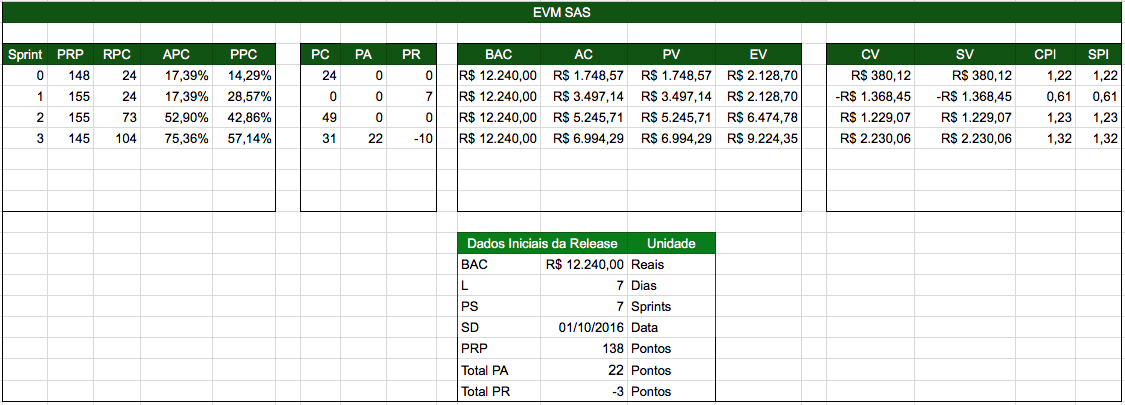 EVM SAS
Sprint PRP RPC APC PPC PC PA PR BAC AC PV EV CV SV CPI SPI
0 148 24 17,39% 14,29% 24 0 0 R$ 12.240,00 R$ 1.748,57 R$ 1.748,57 R$ 2.128,70 R$ 380,12 R$ 380,12 1,22 1,22
1 155 24 17,39% 28,57% 0 0 7 R$ 12.240,00 R$ 3.497,14 R$ 3.497,14 R$ 2.128,70 -R$ 1.368,45 -R$ 1.368,45 0,61 0,61
2 155 73 52,90% 42,86% 49 0 0 R$ 12.240,00 R$ 5.245,71 R$ 5.245,71 R$ 6.474,78 R$ 1.229,07 R$ 1.229,07 1,23 1,23
3 145 104 75,36% 57,14% 31 22 -10 R$ 12.240,00 R$ 6.994,29 R$ 6.994,29 R$ 9.224,35 R$ 2.230,06 R$ 2.230,06 1,32 1,32
Dados Iniciais da Release Unidade
BAC R$ 12.240,00 Reais
L 7 Dias
PS 7 Sprints
SD 01/10/2016 Data
PRP 138 Pontos
Total PA 22 Pontos
Total PR -3 Pontos